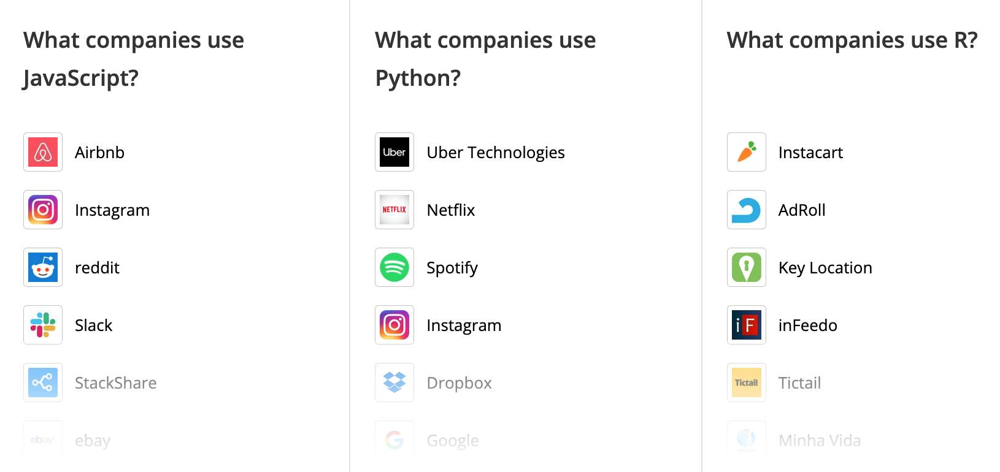 What companies use
JavaScript?
Airbnb
Instagram
reddit
Slack
StackShare
ebay
ebay
What companies use
Python?
Uber
Uber Technologies
NETFLIX
Netflix
Spotify
Instagram
Dropbox
G
Google
What companies use R?
Instacart
AdRoll
Key Location
iF
inFeedo
Tictail
Tictail
Minha Vida